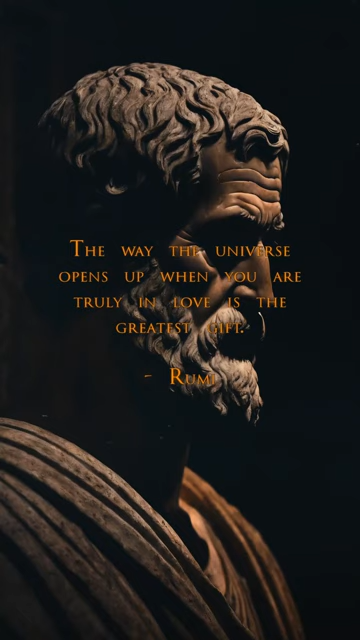 The way the universe
opens up when you are
truly in love is the
greatest gift.
- Rumi